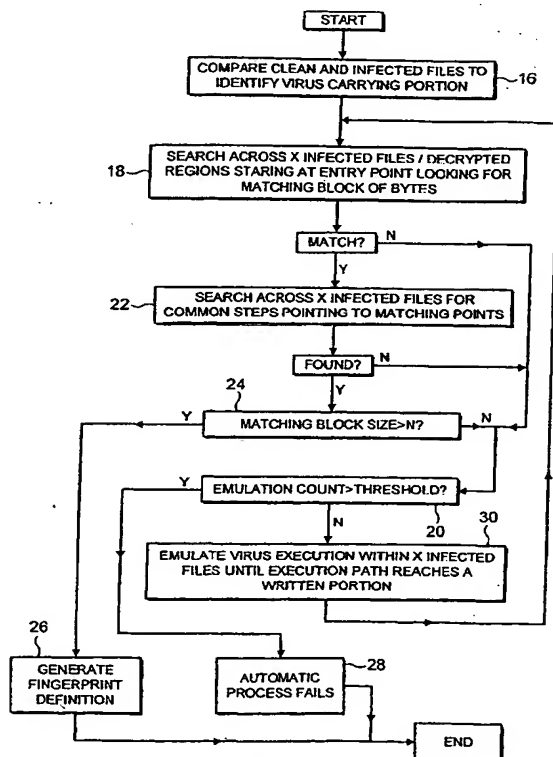 START
COMPARE CLEAN AND INFECTED FILES TO
IDENTIFY VIRUS CARRYING PORTION
16
18
SEARCH ACROSS X INFECTED FILES / DECRYPTED
REGIONS STARING AT ENTRY POINT LOOKING FOR
MATCHING BLOCK OF BYTES
MATCH?
N
Y
22
SEARCH ACROSS X INFECTED FILES FOR
COMMON STEPS POINTING TO MATCHING POINTS
FOUND?
N
Y
24
Y
MATCHING BLOCK SIZE>N?
N
Y
EMULATION COUNT>THRESHOLD?
20
N
30
EMULATE VIRUS EXECUTION WITHIN X INFECTED
FILES UNTIL EXECUTION PATH REACHES A
WRITTEN PORTION
26
GENERATE
FINGERPRINT
DEFINITION
28
AUTOMATIC
PROCESS FAILS
END